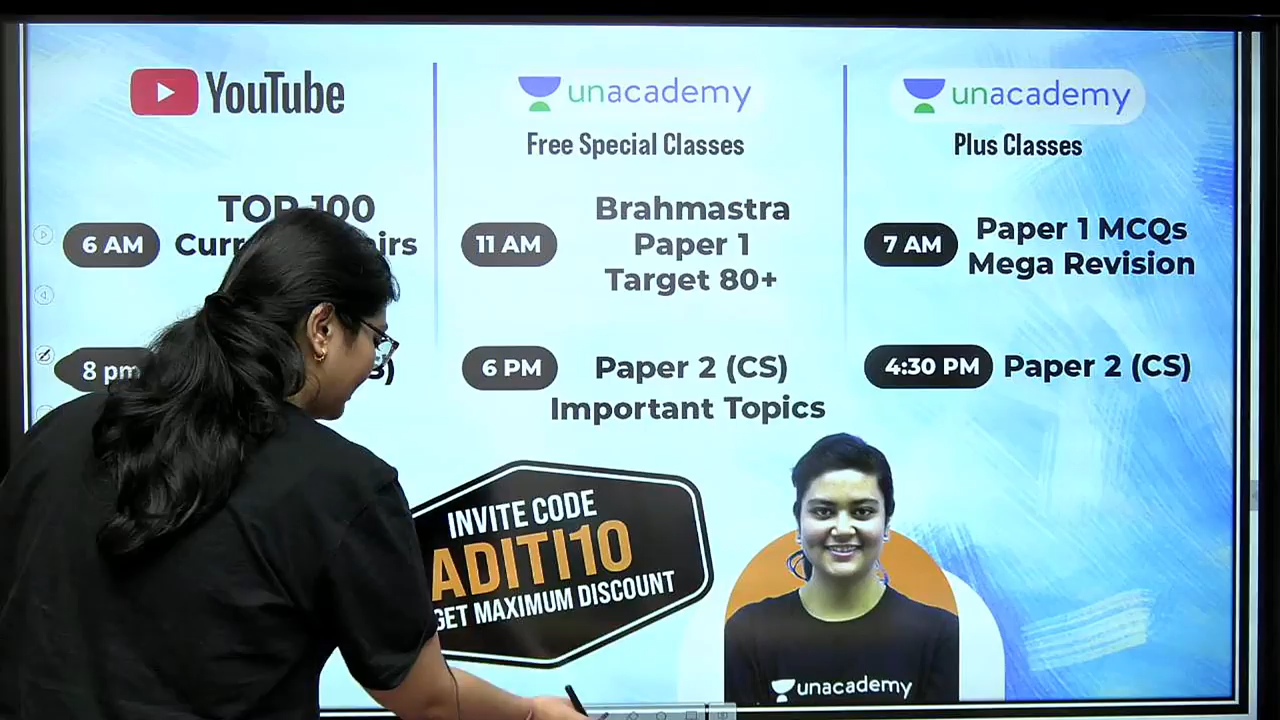 YouTube
TOP 100
6 AM
8 pm
unacademy
Free Special Classes
11 AM
Brahmastra
Paper 1
Target 80+
6 PM
Paper 2 (CS)
Important Topics
unacademy
Plus Classes
7 AM
Paper 1 MCQs
Mega Revision
4:30 PM
Paper 2 (CS)
INVITE CODE
ADITI10
GET MAXIMUM DISCOUNT
unacademy